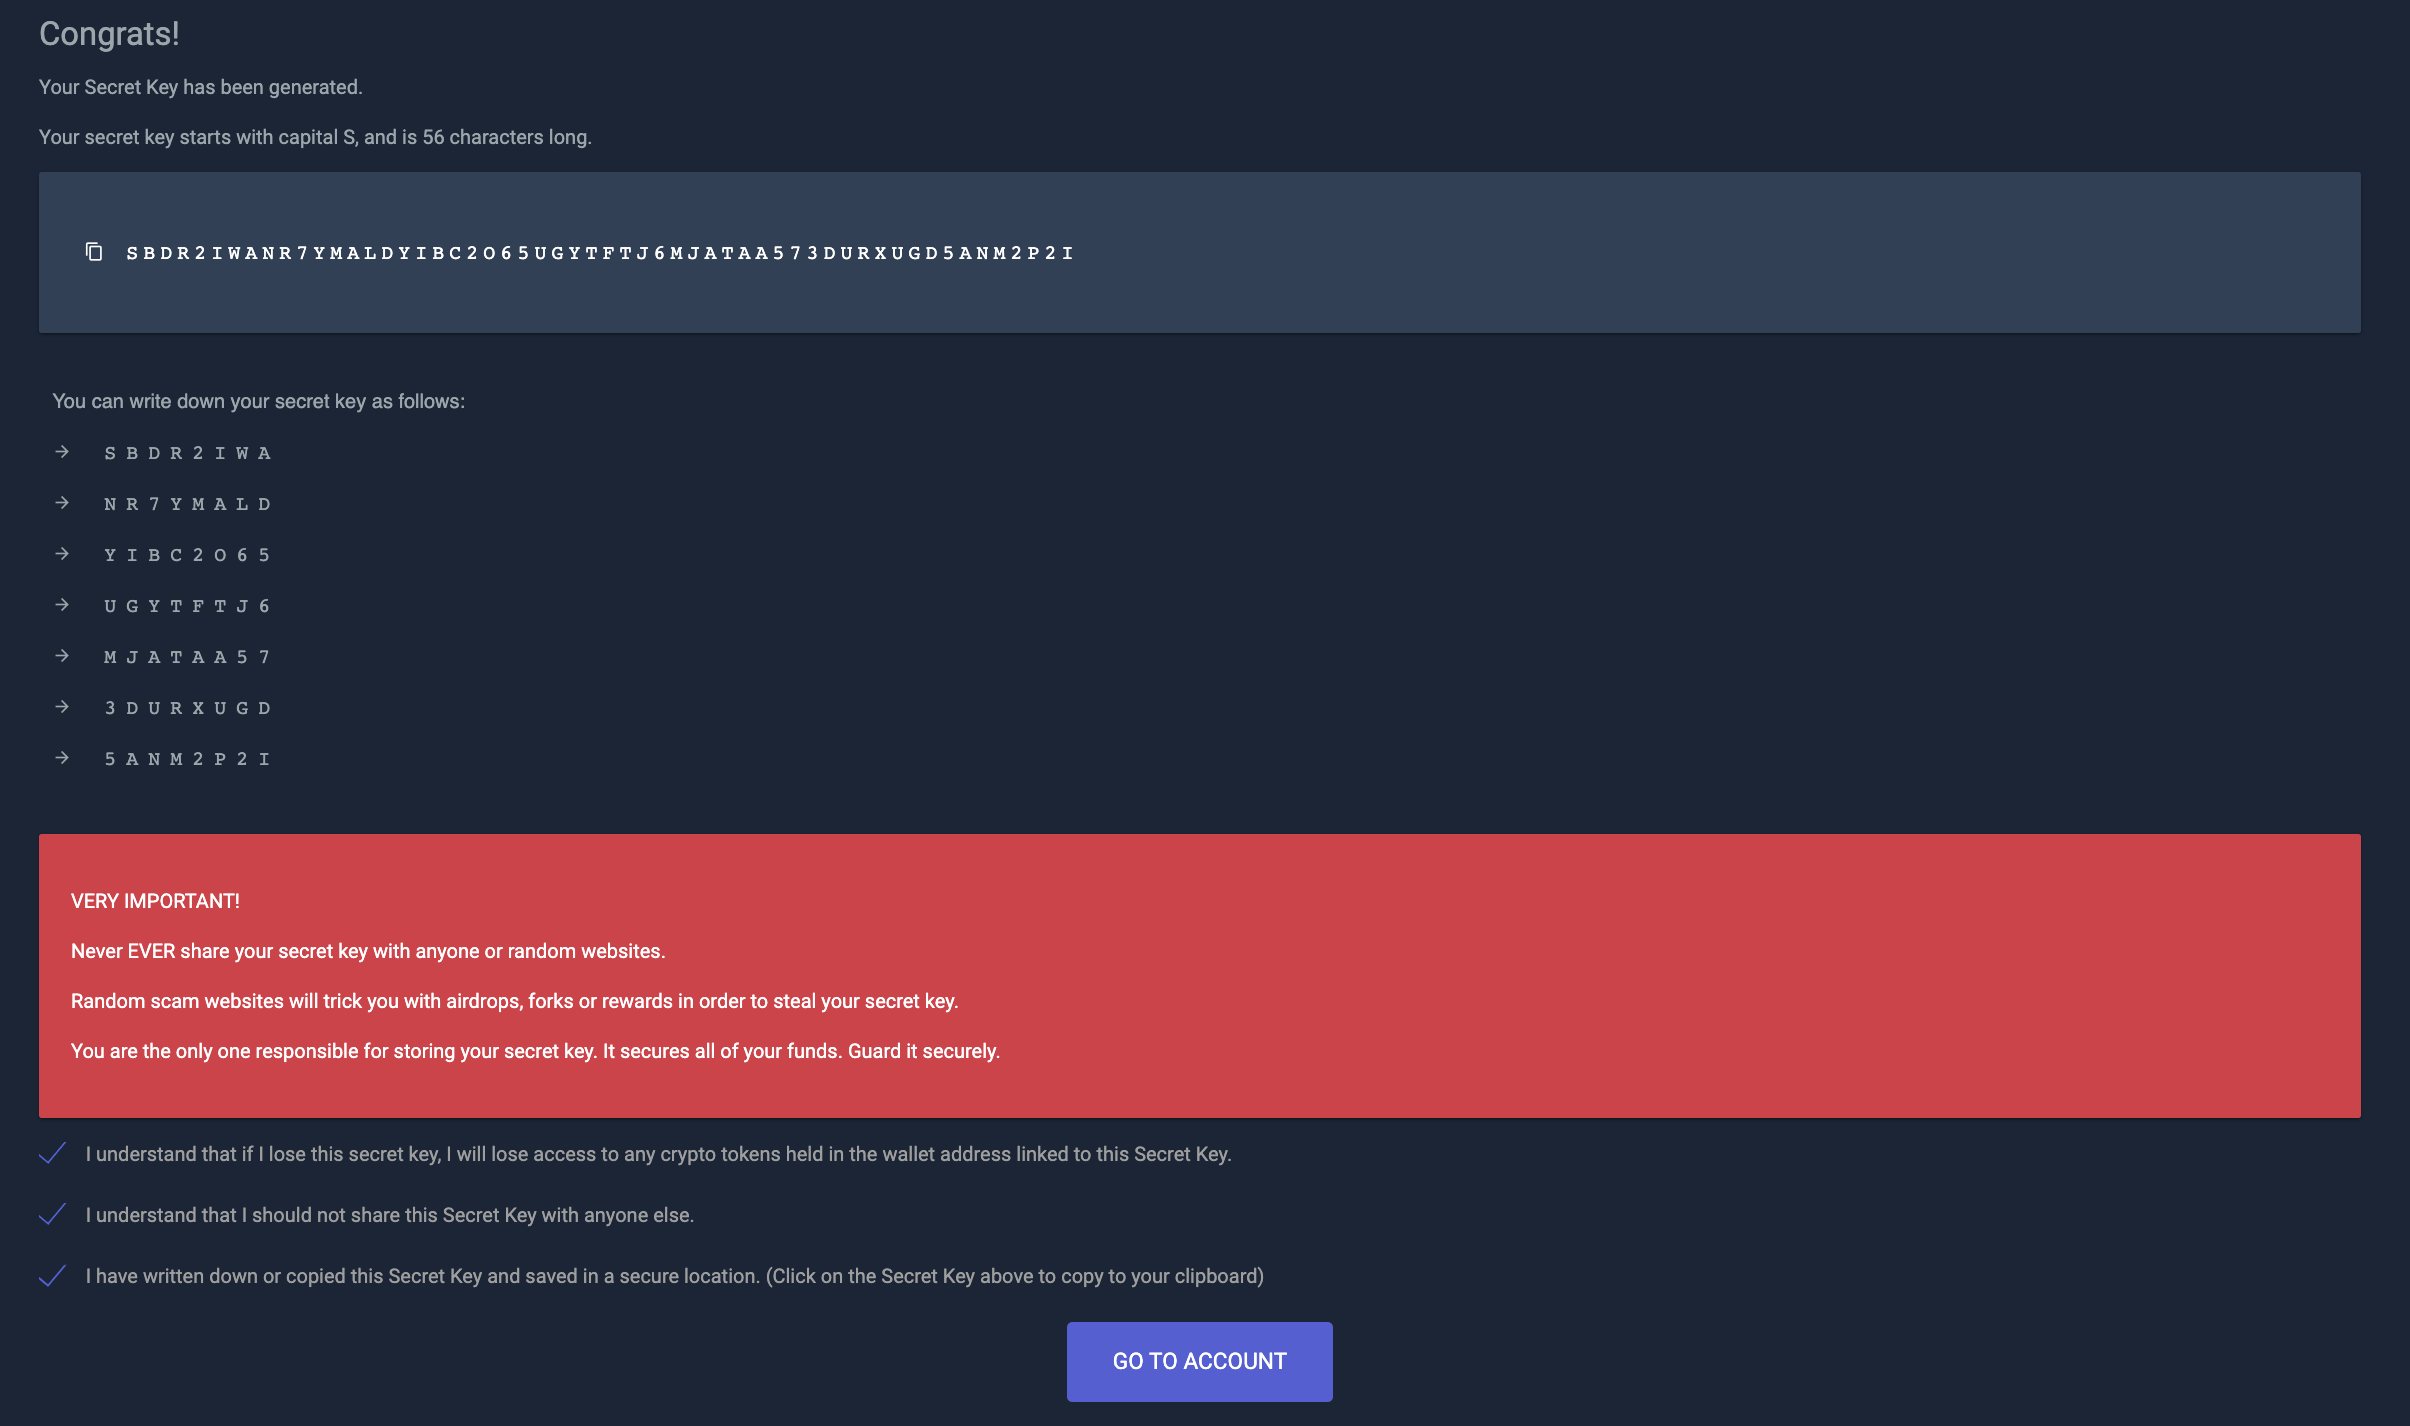 Congrats!
Your Secret Key has been generated.
Your secret key starts with capital S, and is 56 characters long.
SBDR2IWANR7YMALDYIBC2O65UGYTFTJ6MJATAA573DURXUGD5ANM2P2I
You can write down your secret key as follows:
→ S B D R 2 I W A
→ N R 7 Y M A L D
→ Y I B C 2 O 6 5
→ U G Y T F T J 6
→ M J A T A A 5 7
→ 3 D U R X U G D
→ 5 A N M 2 P 2 I
VERY IMPORTANT!
Never EVER share your secret key with anyone or random websites.
Random scam websites will trick you with airdrops, forks or rewards in order to steal your secret key.
You are the only one responsible for storing your secret key. It secures all of your funds. Guard it securely.
I understand that if I lose this secret key, I will lose access to any crypto tokens held in the wallet address linked to this Secret Key.
I understand that I should not share this Secret Key with anyone else.
I have written down or copied this Secret Key and saved in a secure location. (Click on the Secret Key above to copy to your clipboard)
GO TO ACCOUNT